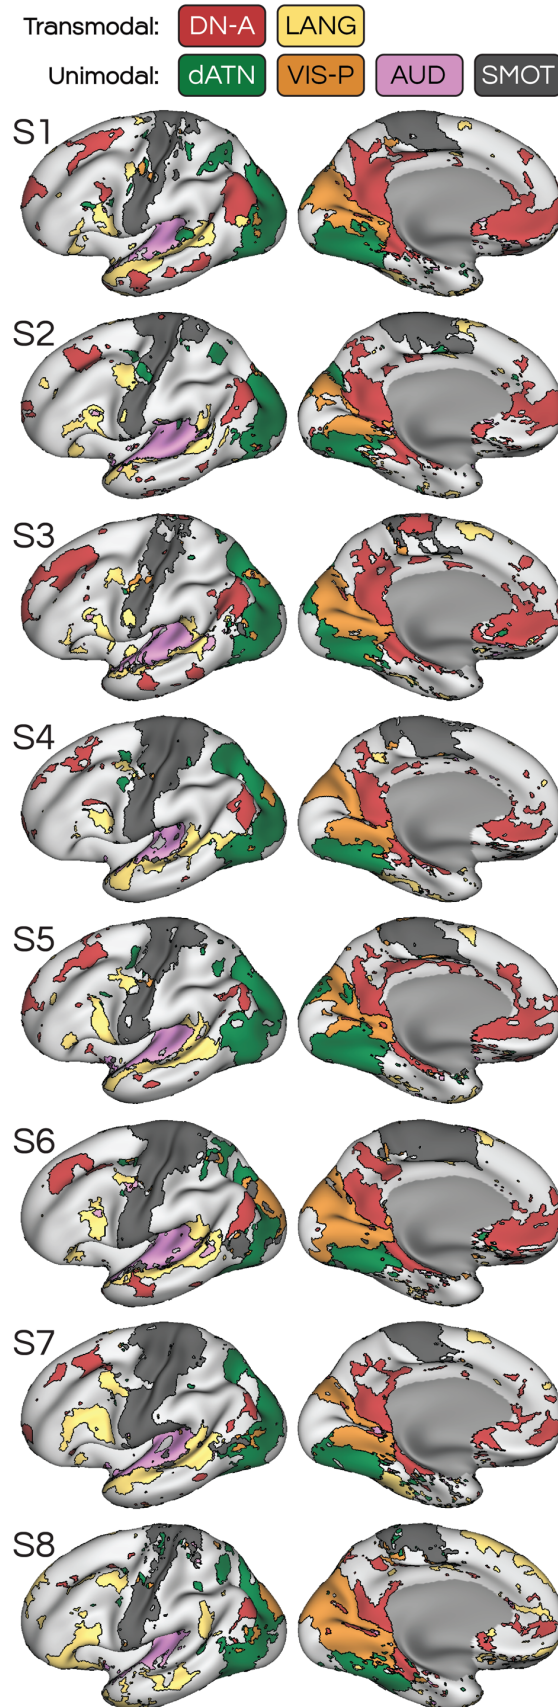 Transmodal: DN-A LANG
Unimodal: dATN VIS-P AUD SMOT
S1
S2
S3
S4
S5
S6
S7
S8